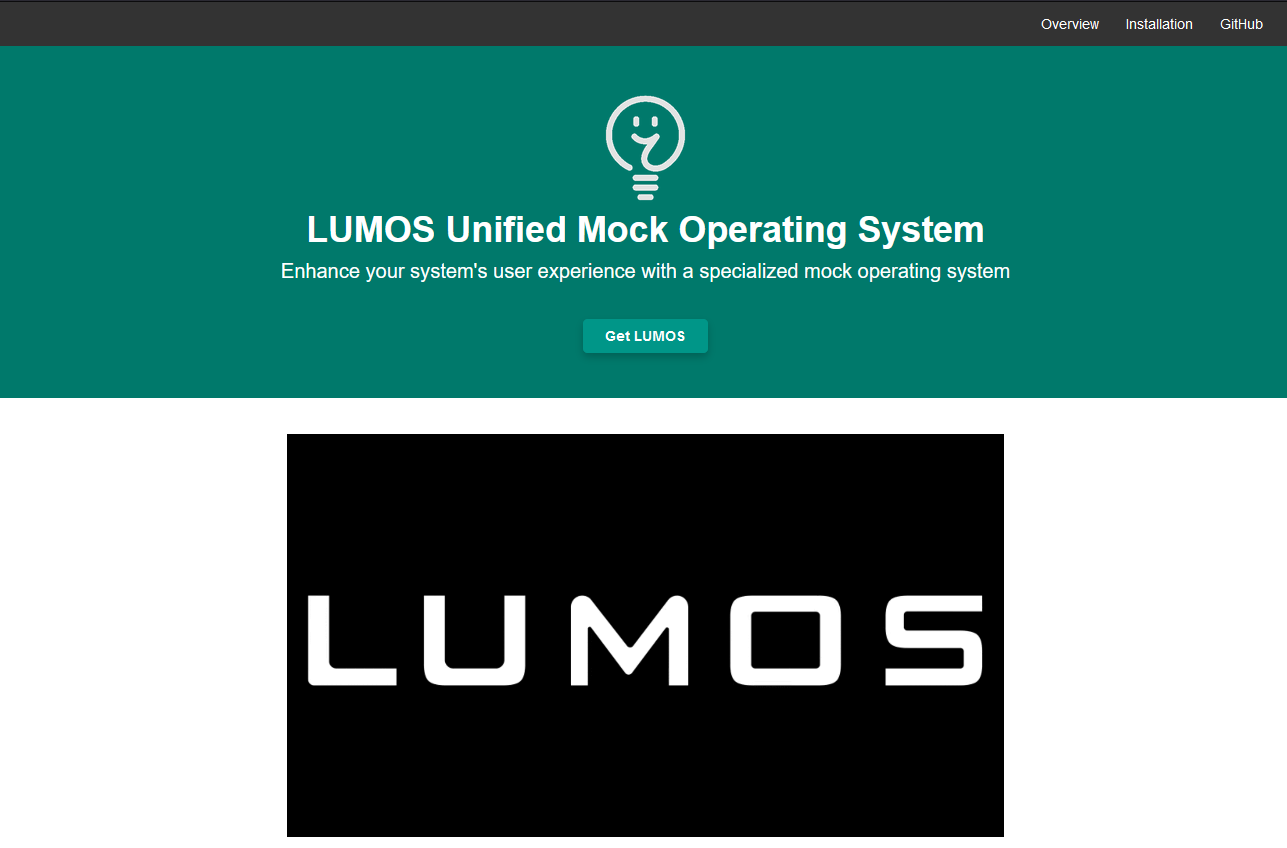 Overview Installation GitHub
LUMOS Unified Mock Operating System
Enhance your system's user experience with a specialized mock operating system
Get LUMOS
LUMOS